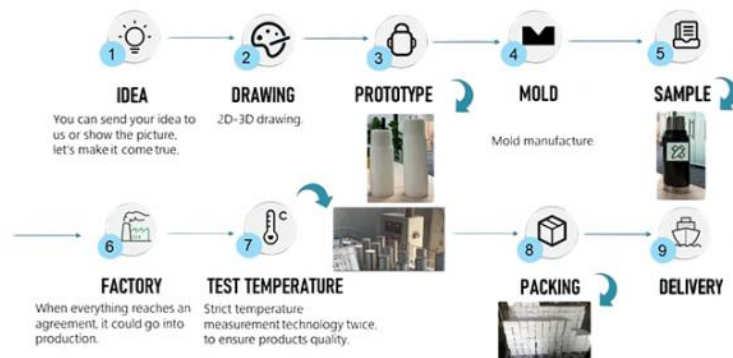 1
2
3
4
5
IDEA
DRAWING
PROTOTYPE
MOLD
SAMPLE
You can send your idea to
us or show the picture,
let's make it come true.
2D-3D drawing.
Mold manufacture.
6
7
C
8
9
FACTORY
TEST TEMPERATURE
PACKING
DELIVERY
When everything reaches an
agreement, it could go into
production.
Strict temperature
measurement technology twice,
to ensure products quality.